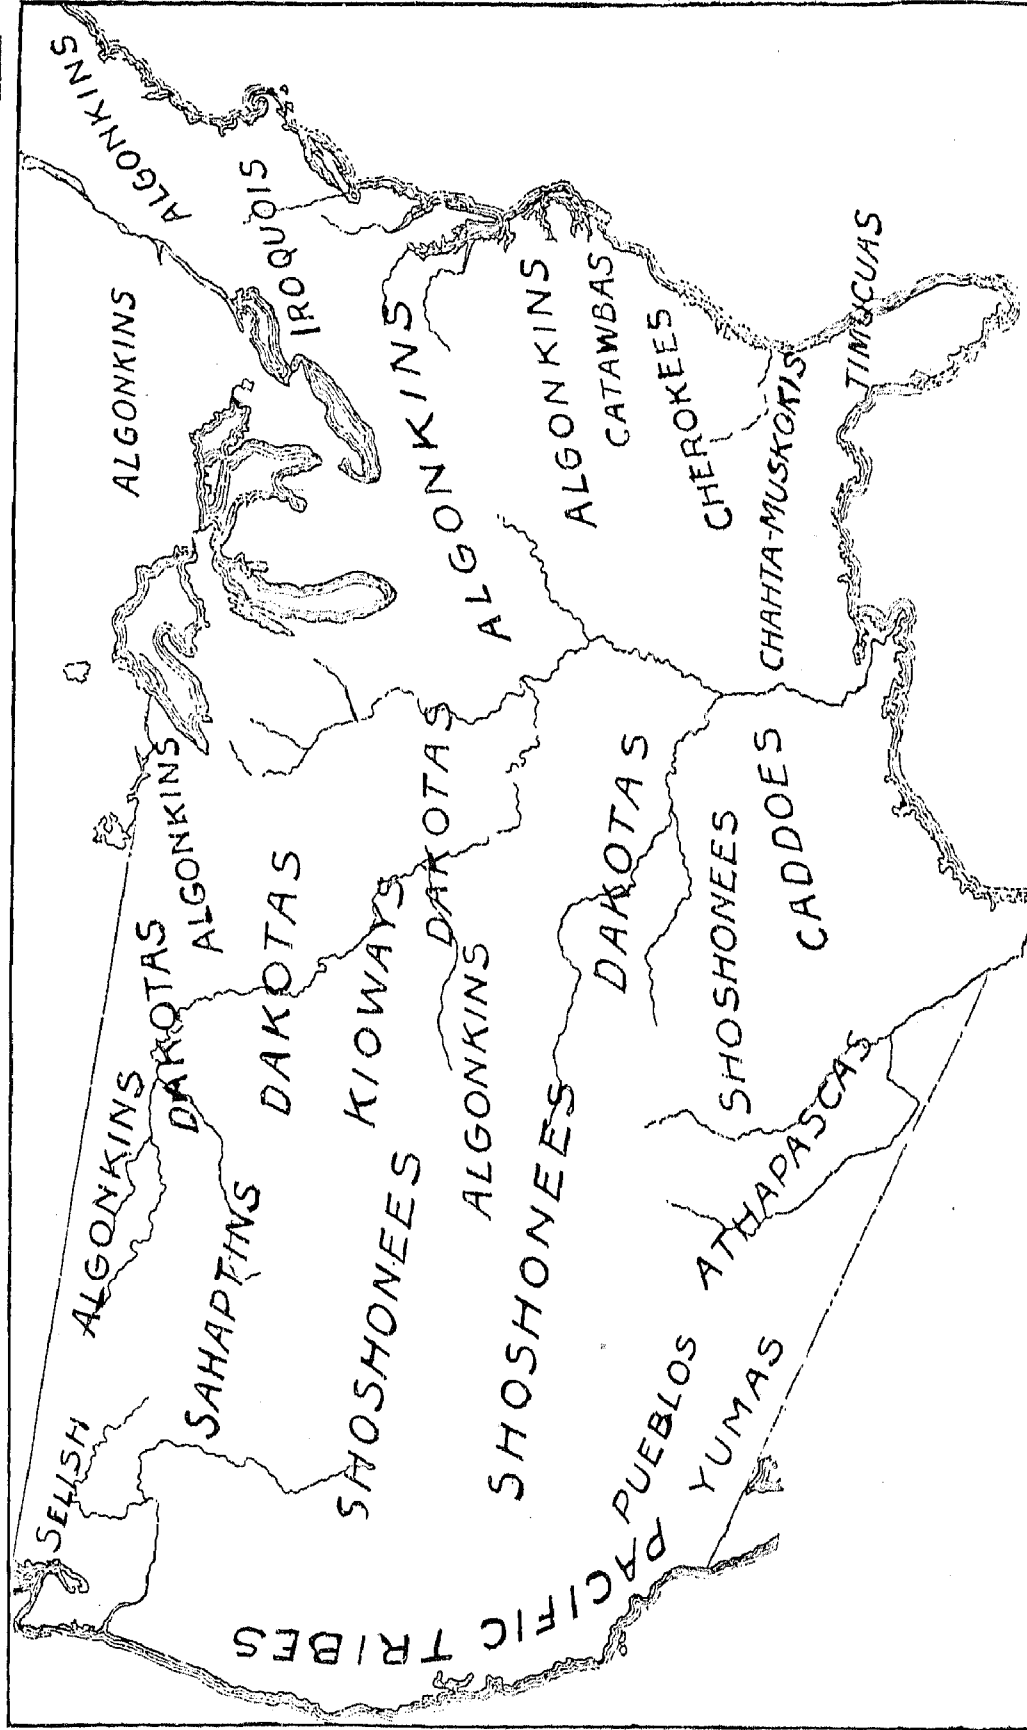 SELISH
ALGONKINS
DAKOTAS
ALGONKINS
ALGONKINS
ALGONKINS
SAHAPTINS
DAKOTAS
IROQUOIS
PACIFIC TRIBES
SHOSHONEES
KIOWAYS
DAKOTAS
ALGONKINS
ALGONKINS
SHOSHONEES
DAKOTAS
ALGONKINS
CATAWBAS
CHEROKEES
PUEBLOS
YUMAS
ATHAPASCAS
SHOSHONEES
CADDOES
CHAHTA-MUSKOKIS
TIMUCUAS